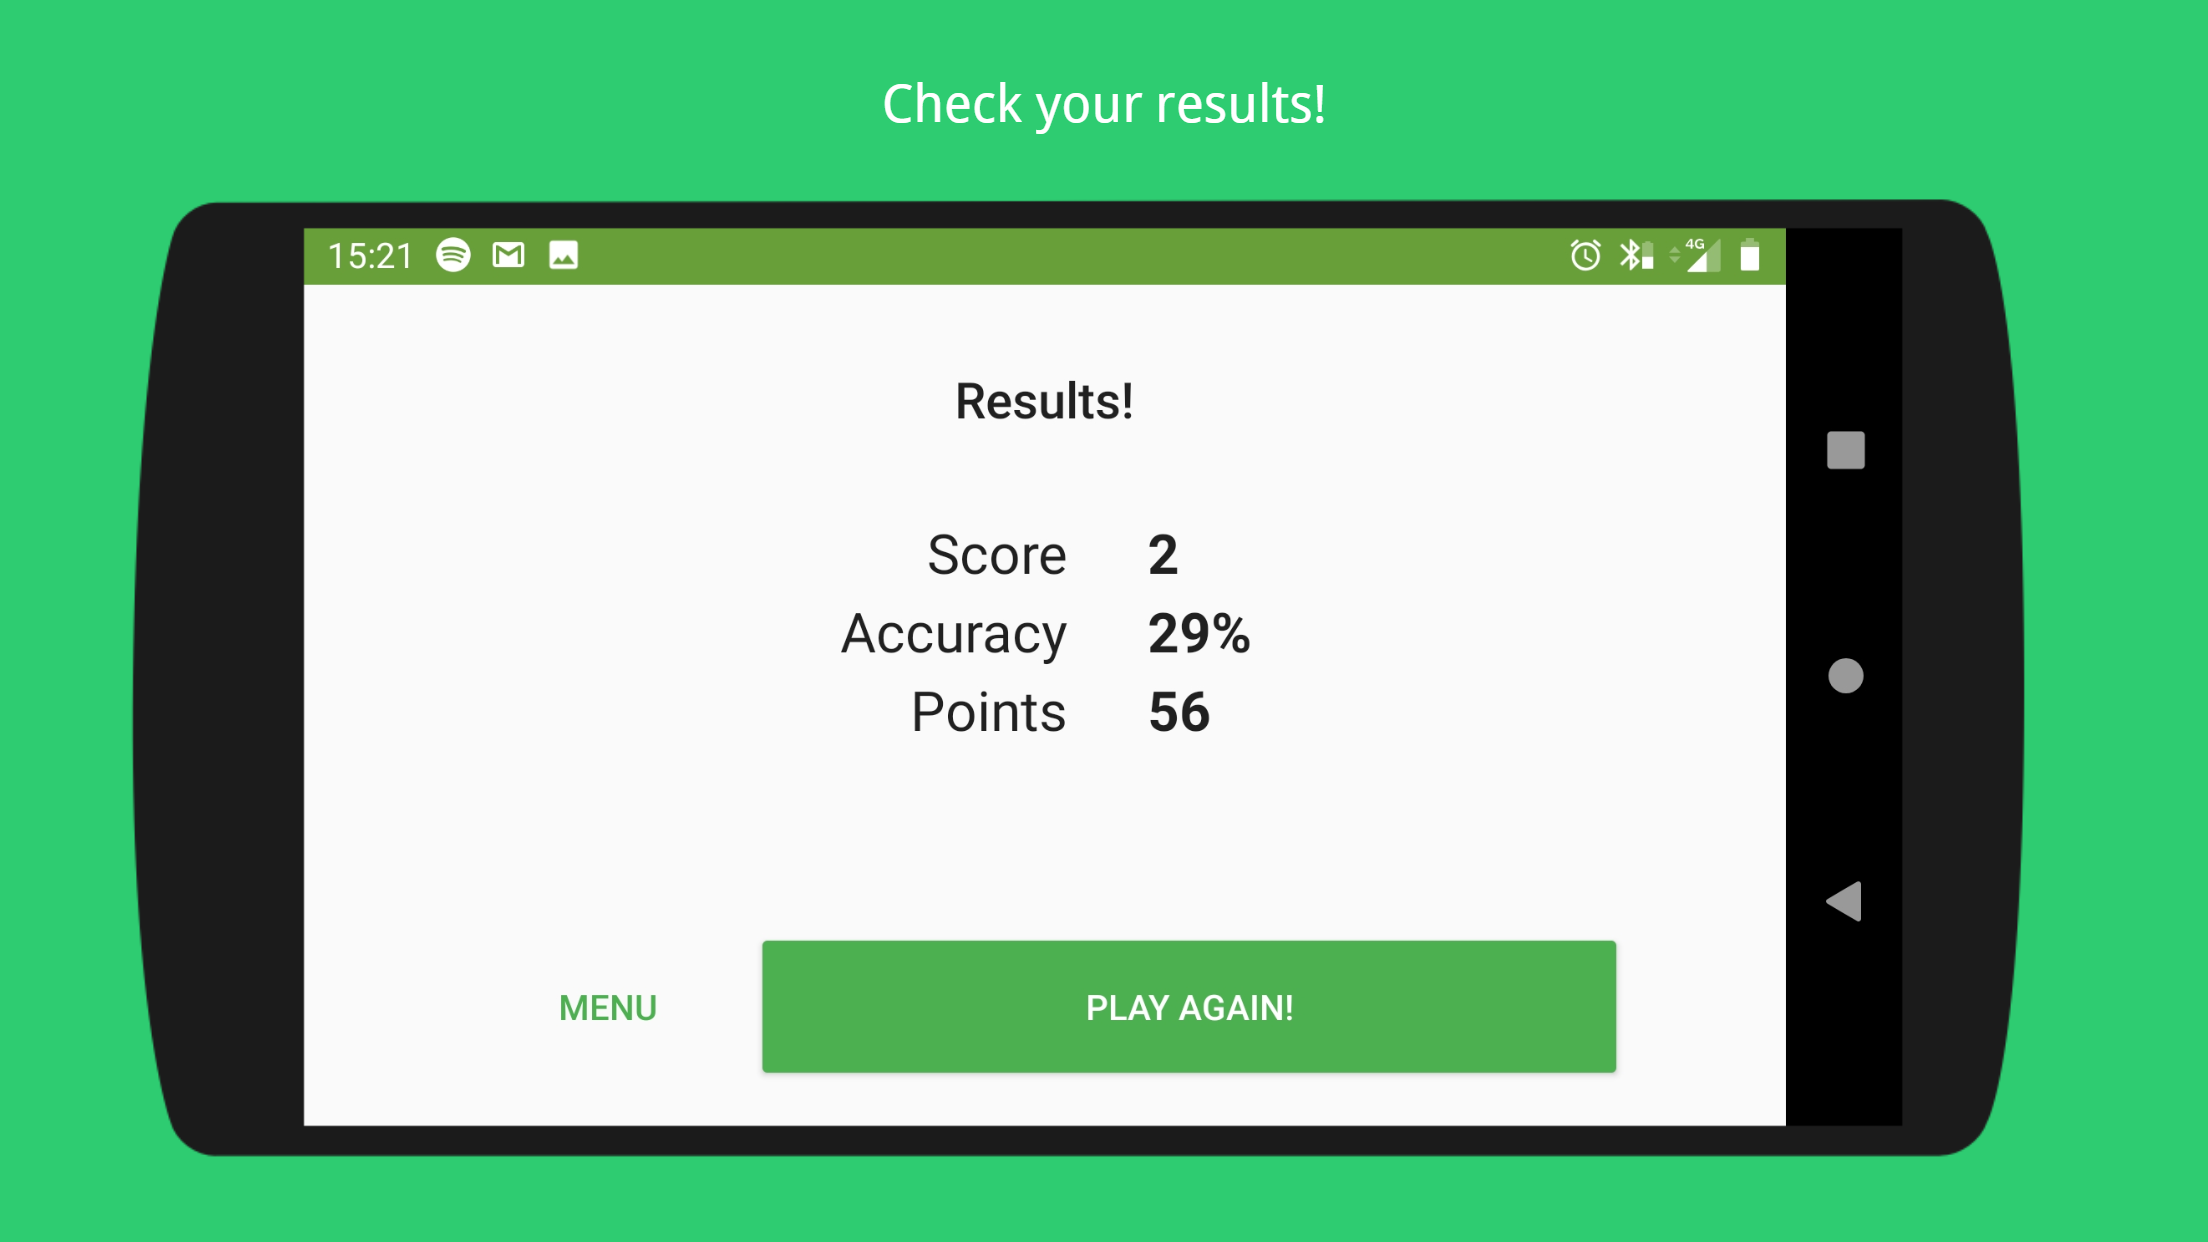 Check your results!
15:21
4G
Results!
Score 2
Accuracy 29%
Points 56
MENU
PLAY AGAIN!